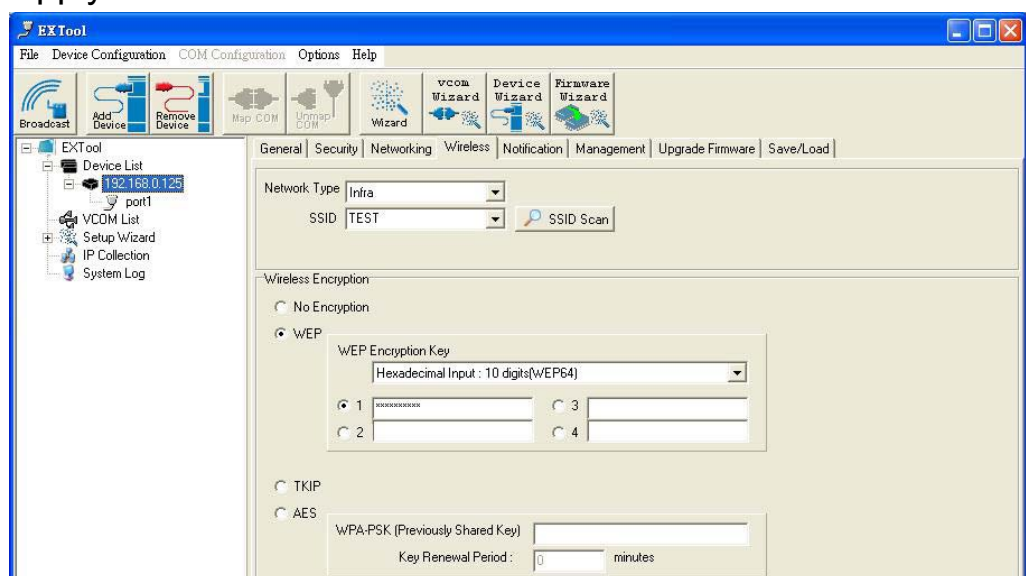 EXTool
File Device Configuration COM Configuration Options Help
Broadcast Add Device Remove Device Map COM Unmap COM Wizard vcom Wizard Device Wizard Firmware Wizard
EXTool
Device List
192.168.0.125
port1
VCOM List
Setup Wizard
IP Collection
System Log
General Security Networking Wireless Notification Management Upgrade Firmware Save/Load
Network Type Infra
SSID TEST SSID Scan
Wireless Encryption
No Encryption
WEP
WEP Encryption Key
Hexadecimal Input : 10 digits(WEP64)
1 ×××××××××× 3
2 4
TKIP
AES
WPA-PSK (Previously Shared Key)
Key Renewal Period : 0 minutes